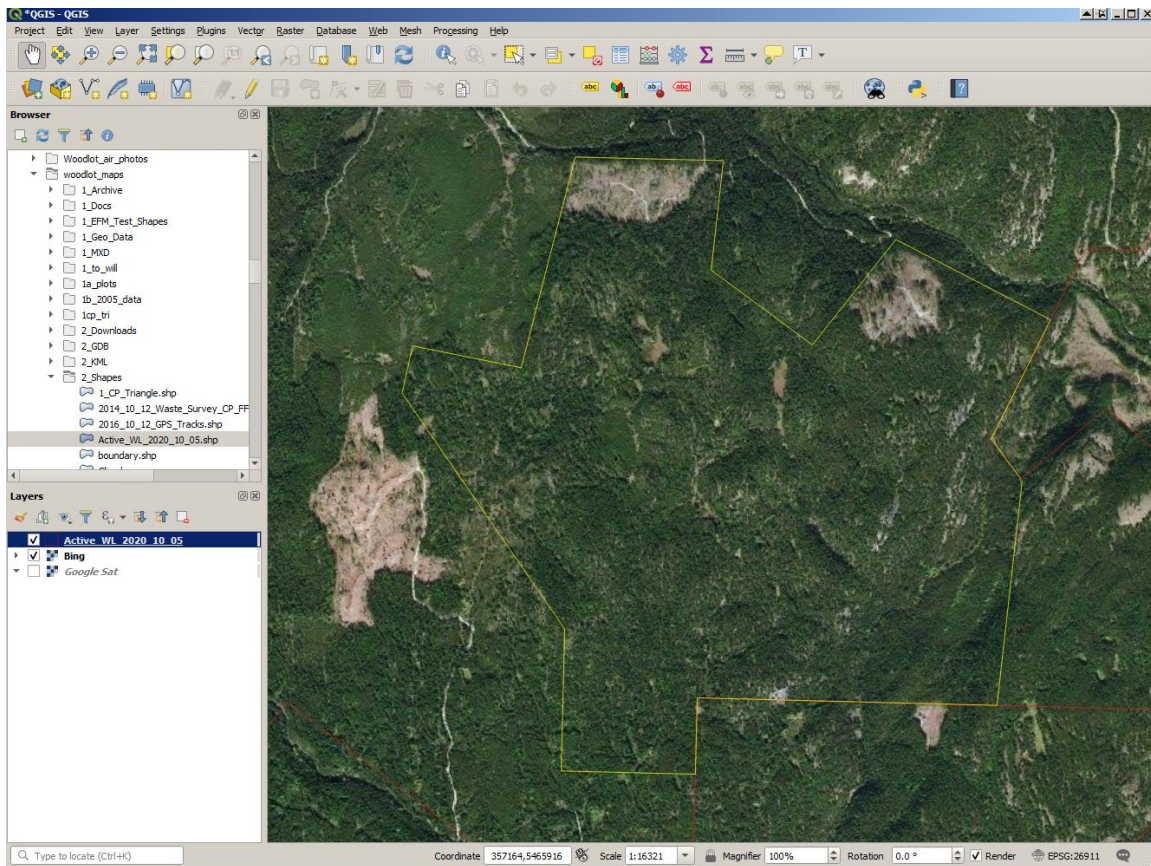 *QGIS - QGIS
Project Edit View Layer Settings Plugins Vector Raster Database Web Mesh Processing Help
Browser
Woodlot_air_photos
woodlot_maps
1_Archive
1_Docs
1_EFM_Test_Shapes
1_Geo_Data
1_MXD
1_to_will
1a_plots
1b_2005_data
1cp_tri
2_Downloads
2_GDB
2_KML
2_Shapes
1_CP_Triangle.shp
2014_10_12_Waste_Survey_CP_FF
2016_10_12_GPS_Tracks.shp
Active_WL_2020_10_05.shp
boundary.shp
Layers
Active_WL_2020_10_05
Bing
Google Sat
Type to locate (Ctrl+K) Coordinate 357164,5465916 Scale 1:16321 Magnifier 100% Rotation 0.0 ° Render EPSG:26911